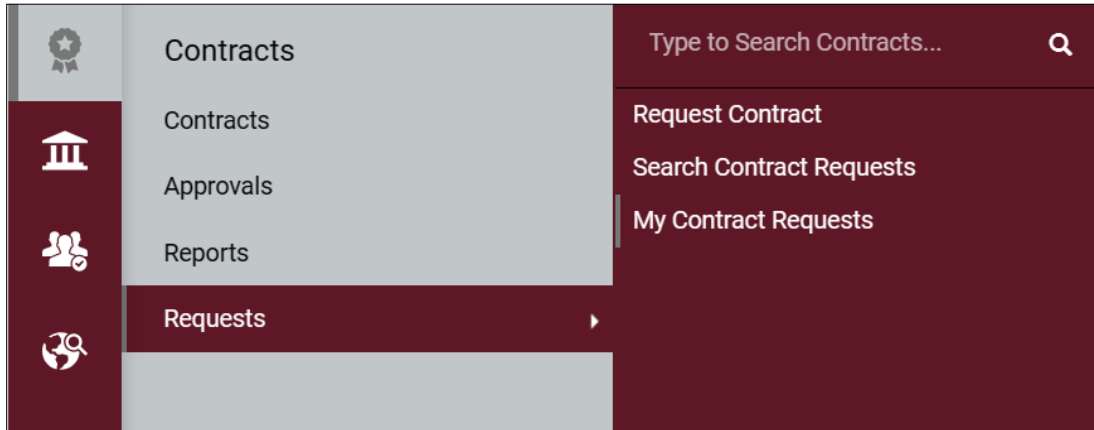 Contracts
Contracts
Approvals
Reports
Requests
Type to Search Contracts...
Request Contract
Search Contract Requests
My Contract Requests